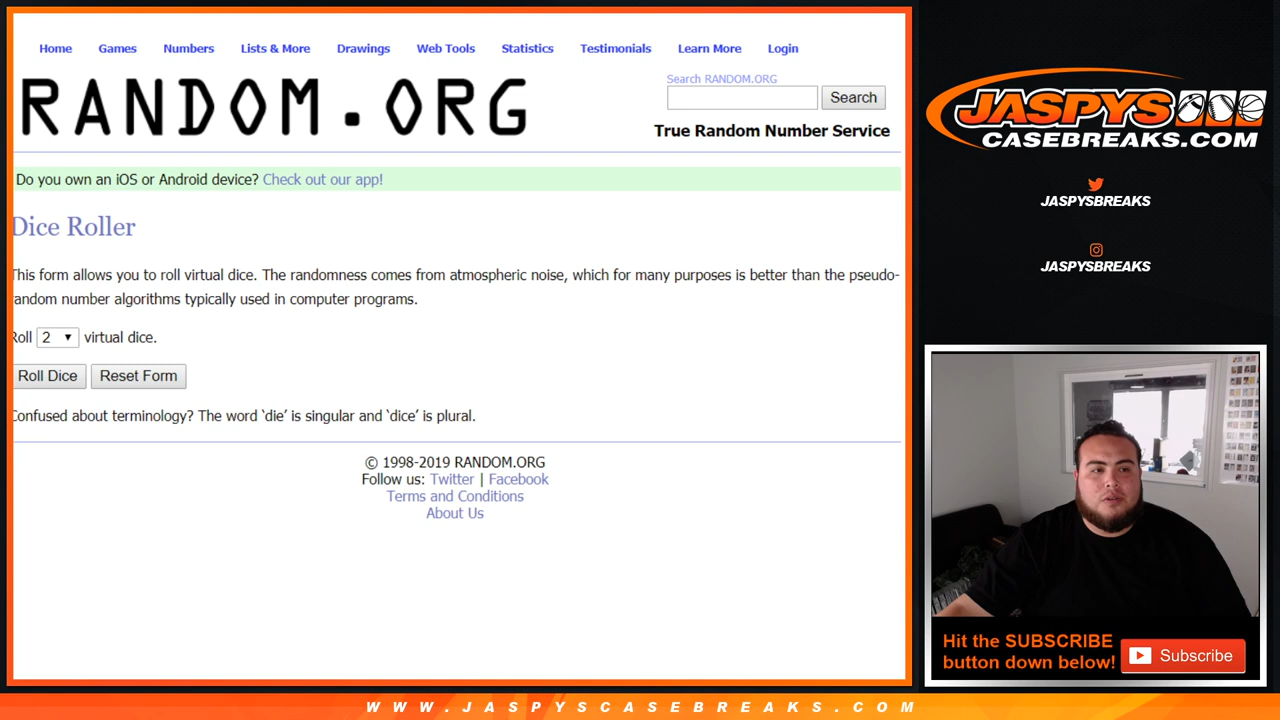 Home Games Numbers Lists & More Drawings Web Tools Statistics Testimonials Learn More Login
RANDOM.ORG
Search RANDOM.ORG
Search
True Random Number Service
Do you own an iOS or Android device? Check out our app!
Dice Roller
This form allows you to roll virtual dice. The randomness comes from atmospheric noise, which for many purposes is better than the pseudo-
random number algorithms typically used in computer programs.
Roll 2 virtual dice.
Roll Dice Reset Form
Confused about terminology? The word ‘die’ is singular and ‘dice’ is plural.
© 1998-2019 RANDOM.ORG
Follow us: Twitter | Facebook
Terms and Conditions
About Us
JASPYS
CASEBREAKS.COM
JASPYSBREAKS
JASPYSBREAKS
Hit the SUBSCRIBE
button down below!
Subscribe
WWW.JASPYSCASEBREAKS.COM